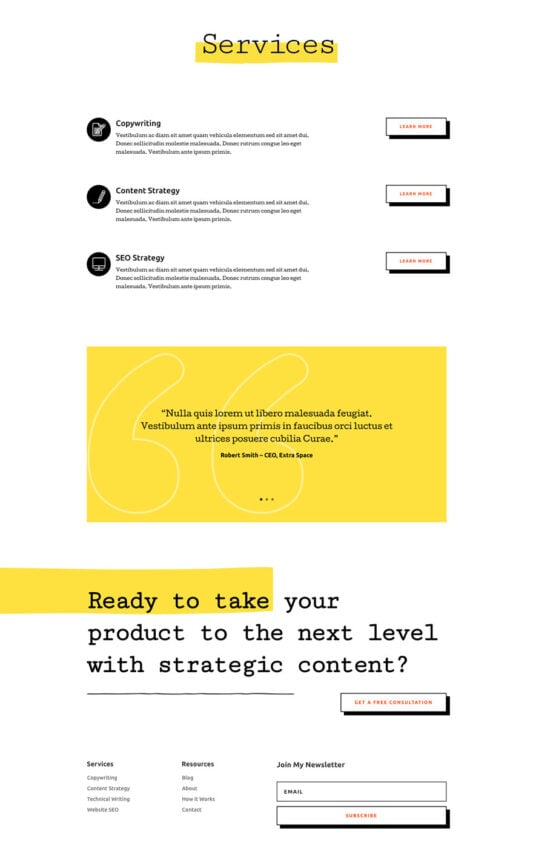 Services
Copywriting
Vestibulum ac diam sit amet quam vehicula elementum sed sit amet dui.
Donec sollicitudin molestie malesuada. Donec rutrum congue leo eget
malesuada. Vestibulum ante ipsum primis.
LEARN MORE
Content Strategy
Vestibulum ac diam sit amet quam vehicula elementum sed sit amet dui.
Donec sollicitudin molestie malesuada. Donec rutrum congue leo eget
malesuada. Vestibulum ante ipsum primis.
LEARN MORE
SEO Strategy
Vestibulum ac diam sit amet quam vehicula elementum sed sit amet dui.
Donec sollicitudin molestie malesuada. Donec rutrum congue leo eget
malesuada. Vestibulum ante ipsum primis.
LEARN MORE
“Nulla quis lorem ut libero malesuada feugiat.
Vestibulum ante ipsum primis in faucibus orci luctus et
ultrices posuere cubilia Curae.”
Robert Smith – CEO, Extra Space
Ready to take your
product to the next level
with strategic content?
GET A FREE CONSULTATION
Services
Copywriting
Content Strategy
Technical Writing
Website SEO
Resources
Blog
About
How it Works
Contact
Join My Newsletter
EMAIL
SUBSCRIBE